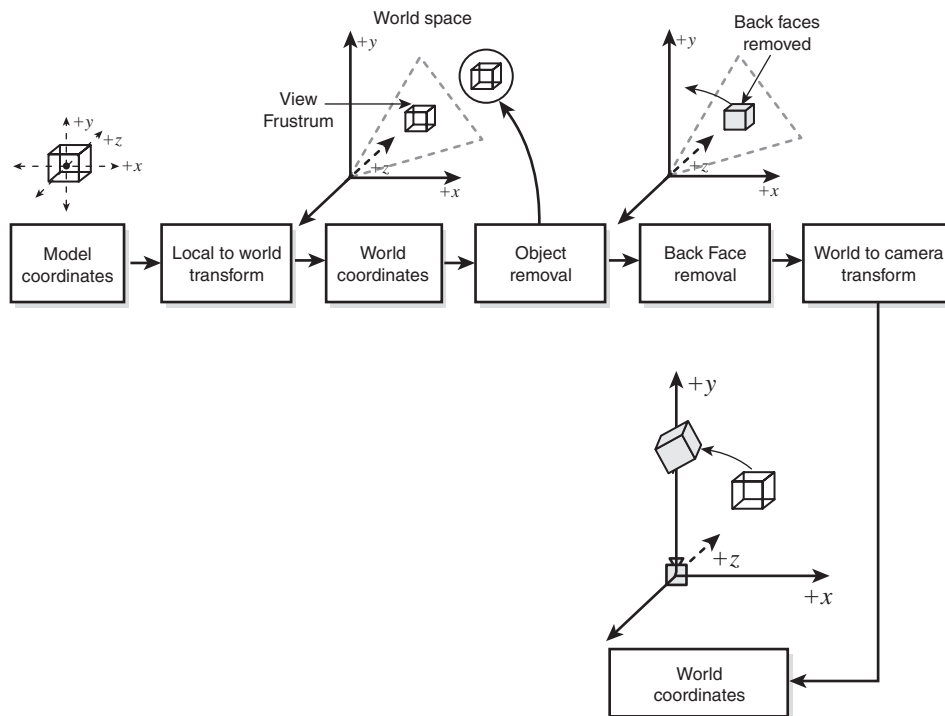 World space
+y
View
Frustrum
+z
+x
+y
Back faces
removed
+z
+x
+y
+z
+x
Model
coordinates
Local to world
transform
World
coordinates
Object
removal
Back Face
removal
World to camera
transform
+y
+z
+x
World
coordinates